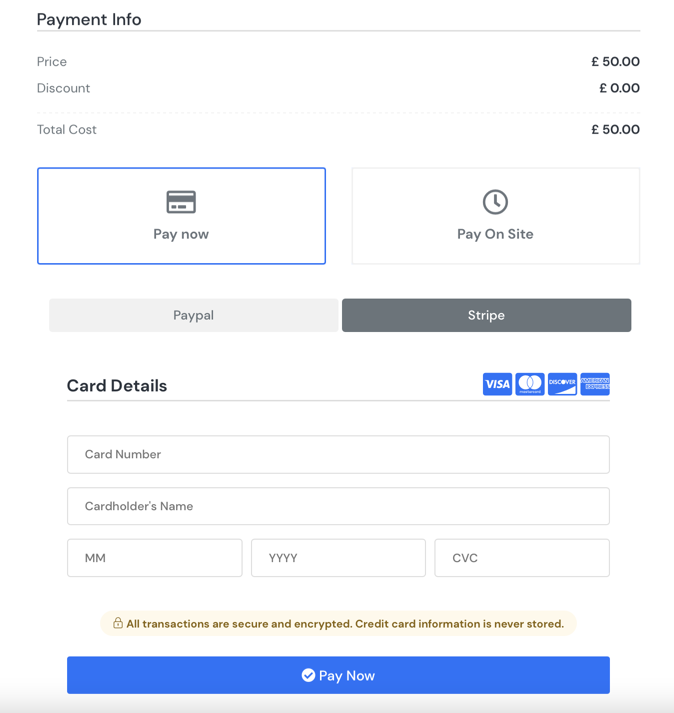 Payment Info
Price £ 50.00
Discount £ 0.00
Total Cost £ 50.00
Pay now Pay On Site
Paypal Stripe
Card Details VISA mastercard DISCOVER AMERICAN EXPRESS
Card Number
Cardholder's Name
MM YYYY CVC
All transactions are secure and encrypted. Credit card information is never stored.
Pay Now